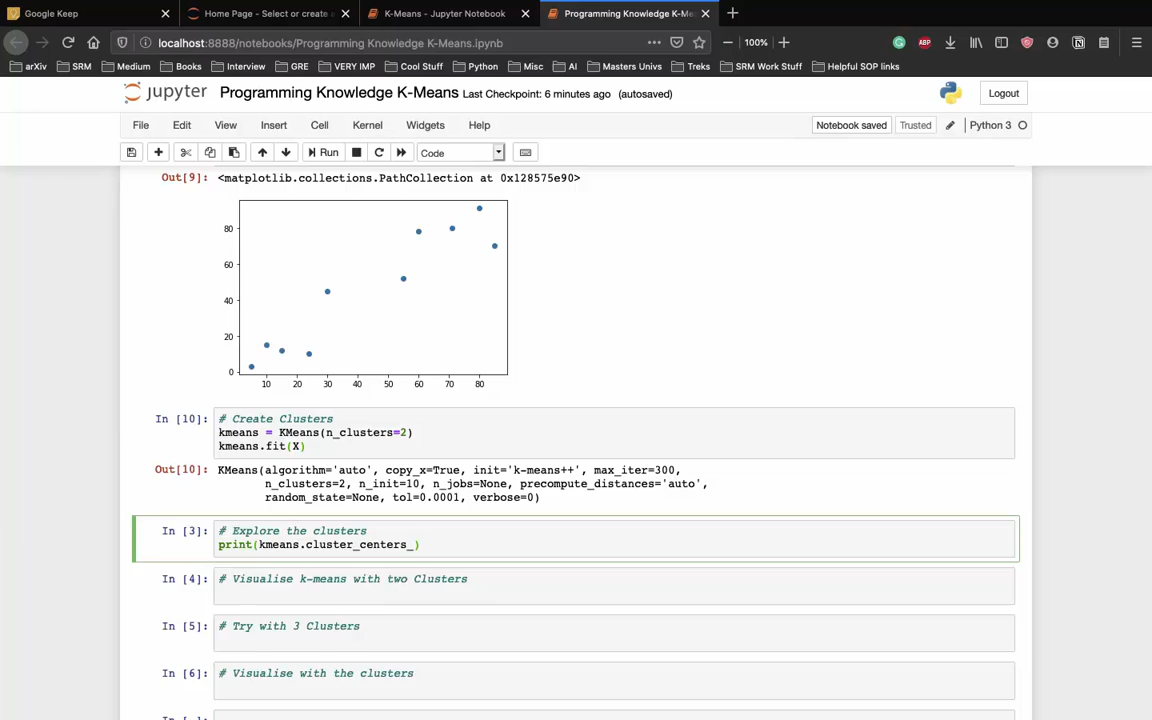 Google Keep
Home Page - Select or create a
K-Means - Jupyter Notebook
Programming Knowledge K-Me
localhost:8888/notebooks/Programming Knowledge K-Means.ipynb
100%
ABP
arXiv
SRM
Medium
Books
Interview
GRE
VERY IMP
Cool Stuff
Python
Misc
AI
Masters Univs
Treks
SRM Work Stuff
Helpful SOP links
jupyter
Programming Knowledge K-Means
Last Checkpoint: 6 minutes ago
(autosaved)
Logout
File
Edit
View
Insert
Cell
Kernel
Widgets
Help
Notebook saved
Trusted
Python 3
Run
Code
Out[9]:
<matplotlib.collections.PathCollection at 0x128575e90>
80
60
40
20
0
10 20 30 40 50 60 70 80
In [10]:
# Create Clusters
kmeans = KMeans(n_clusters=2)
kmeans.fit(X)
Out[10]:
KMeans(algorithm='auto', copy_x=True, init='k-means++', max_iter=300,
n_clusters=2, n_init=10, n_jobs=None, precompute_distances='auto',
random_state=None, tol=0.0001, verbose=0)
In [3]:
# Explore the clusters
print(kmeans.cluster_centers_)
In [4]:
# Visualise k-means with two Clusters
In [5]:
# Try with 3 Clusters
In [6]:
# Visualise with the clusters